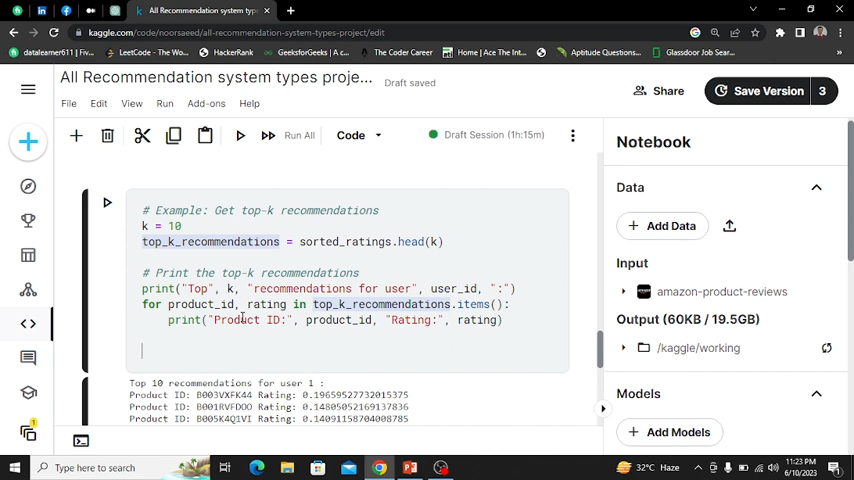 All Recommendation system typ
kaggle.com/code/noorsaeed/all-recommendation-system-types-project/edit
datalearner611 | Fiv...
LeetCode - The Wo...
HackerRank
GeeksforGeeks | A c...
The Coder Career
Home | Ace The Int...
Aptitude Questions...
Glassdoor Job Sear...
All Recommendation system types proje...
Draft saved
File
Edit
View
Run
Add-ons
Help
Share
Save Version
3
Run All
Code
Draft Session (1h:15m)
Notebook
# Example: Get top-k recommendations
k = 10
top_k_recommendations = sorted_ratings.head(k)
# Print the top-k recommendations
print("Top", k, "recommendations for user", user_id, ":")
for product_id, rating in top_k_recommendations.items():
print("Product ID:", product_id, "Rating:", rating)
Top 10 recommendations for user 1 :
Product ID: B003VXFK44 Rating: 0.19659527732015375
Product ID: B001RVFDOO Rating: 0.14805052169137836
Product ID: B005K4Q1VI Rating: 0.14091158704008785
Data
+ Add Data
Input
amazon-product-reviews
Output (60KB / 19.5GB)
/kaggle/working
Models
+ Add Models
Type here to search
32°C Haze
11:23 PM
6/10/2023